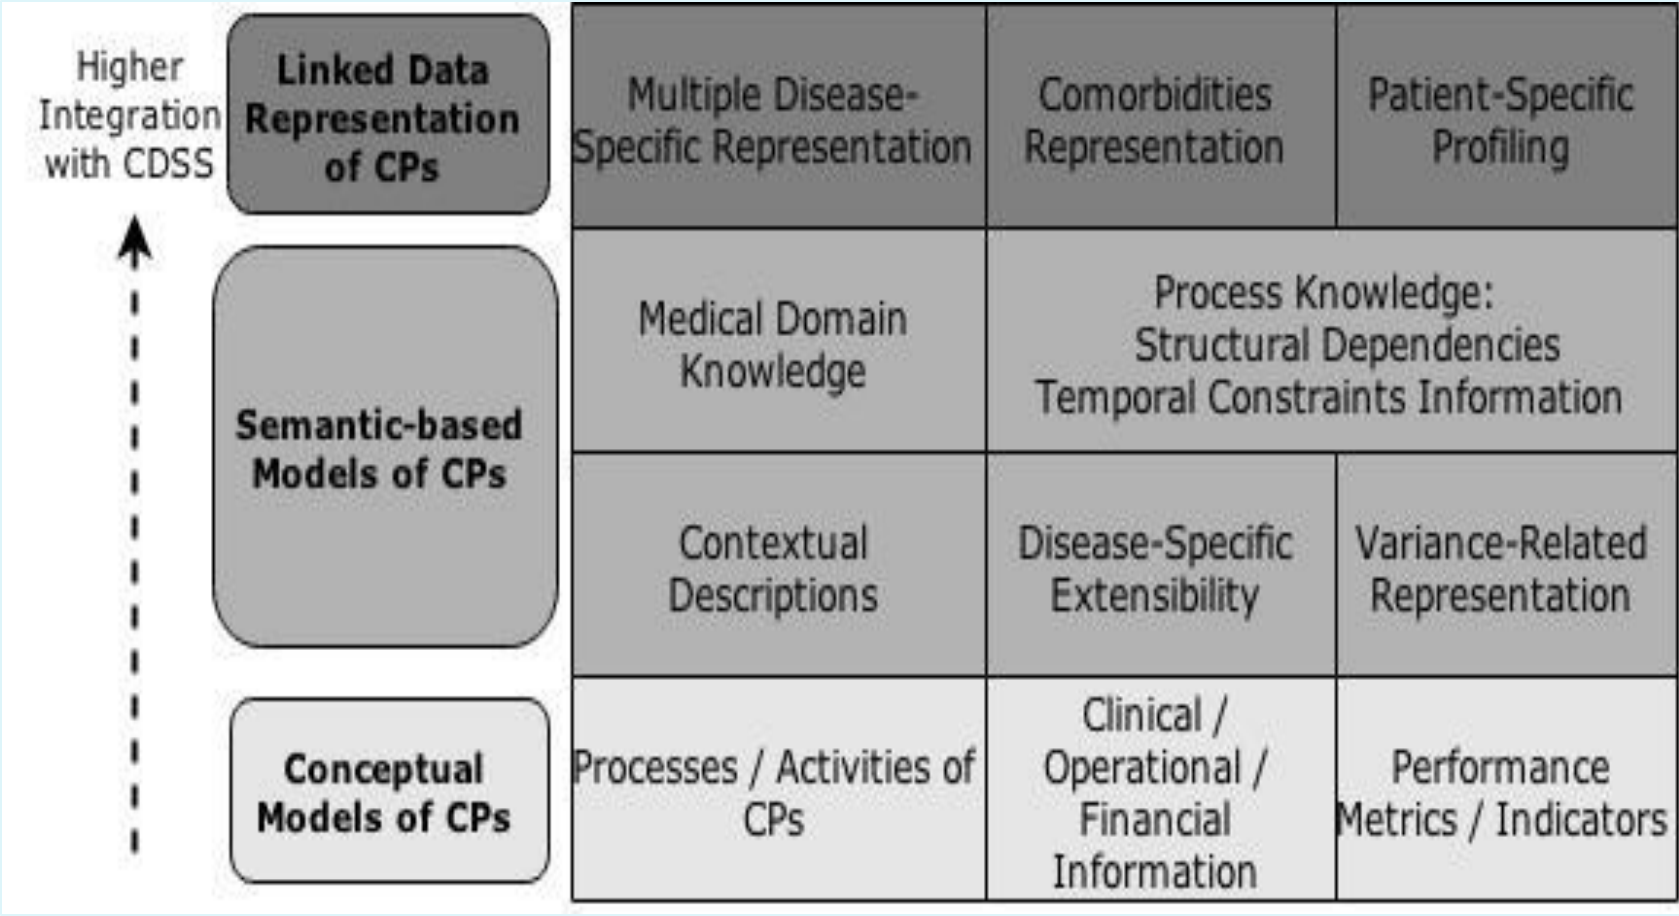 Higher
Integration
with CDSS
Linked Data
Representation
of CPs
Multiple Disease-
Specific Representation
Comorbidities
Representation
Patient-Specific
Profiling
Semantic-based
Models of CPs
Medical Domain
Knowledge
Process Knowledge:
Structural Dependencies
Temporal Constraints Information
Contextual
Descriptions
Disease-Specific
Extensibility
Variance-Related
Representation
Conceptual
Models of CPs
Processes / Activities of
CPs
Clinical /
Operational /
Financial
Information
Performance
Metrics / Indicators